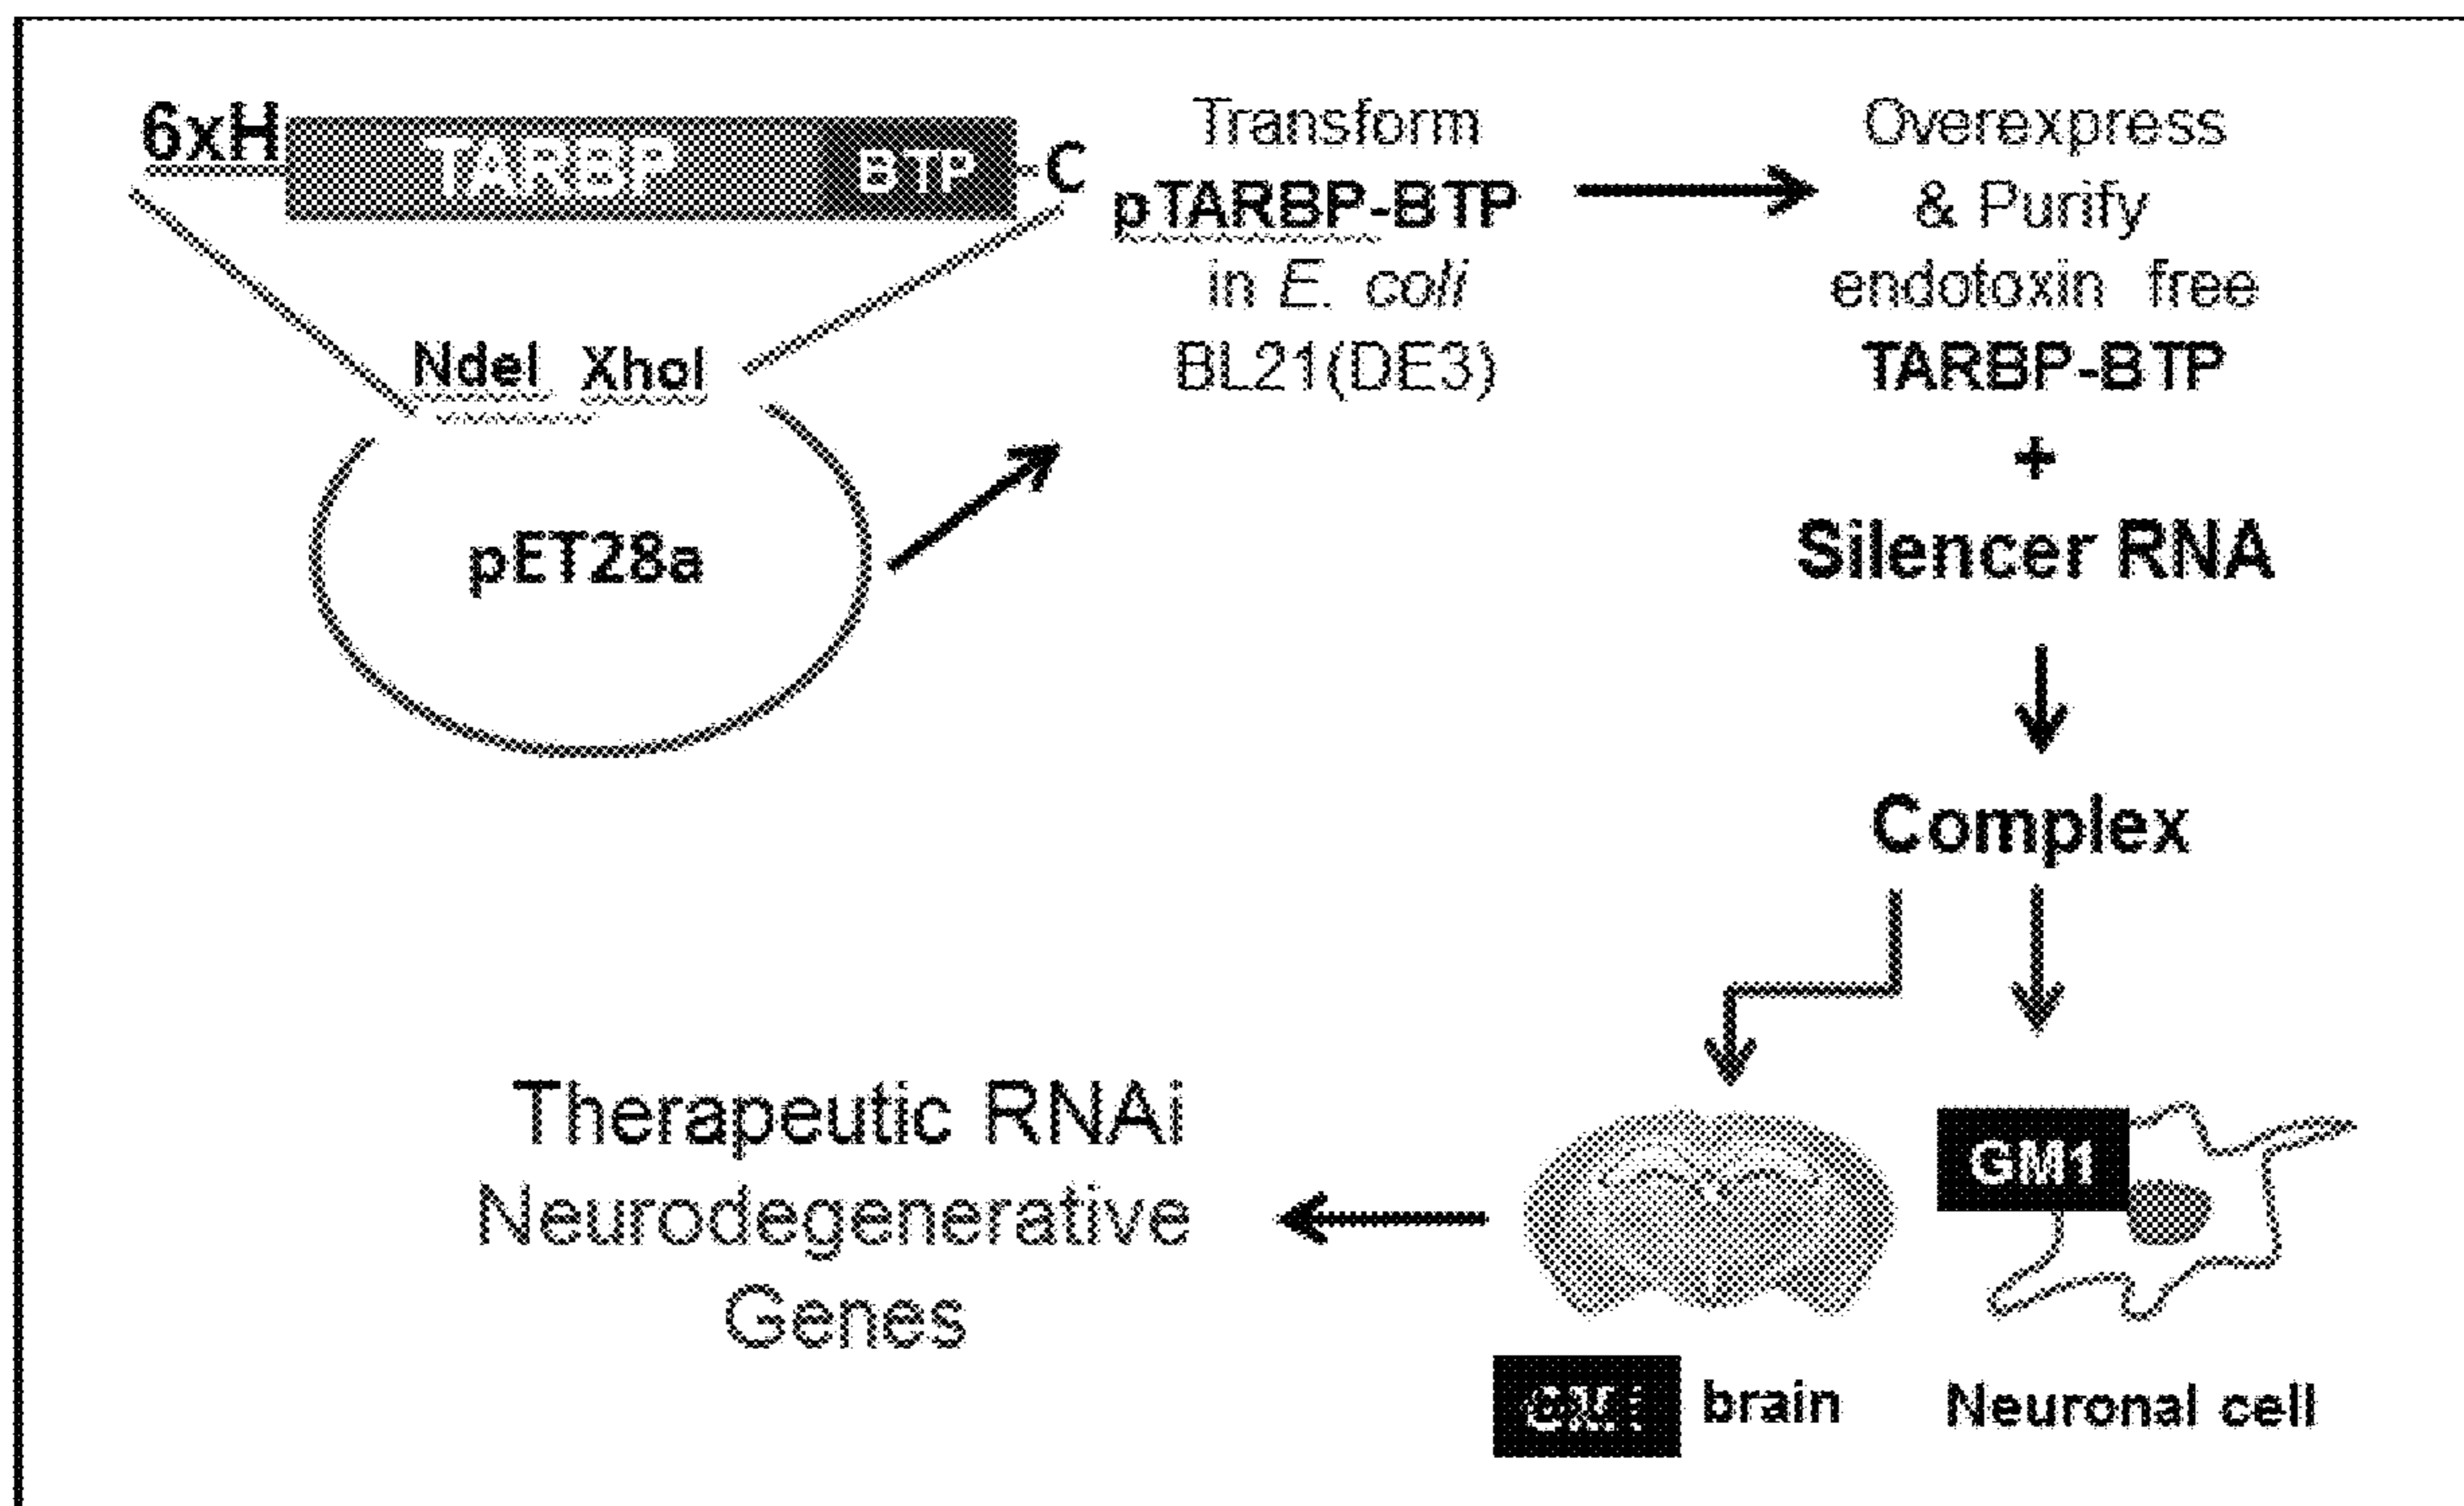 6xH
TARBP
BTP
-C
NdeI XhoI
pET28a
Transform
pTARBP-BTP
in E. coli
BL21(DE3)
Overexpress
& Purify
endotoxin free
TARBP-BTP
+
Silencer RNA
Complex
GM1
brain
Neuronal cell
Therapeutic RNAi
Neurodegenerative
Genes